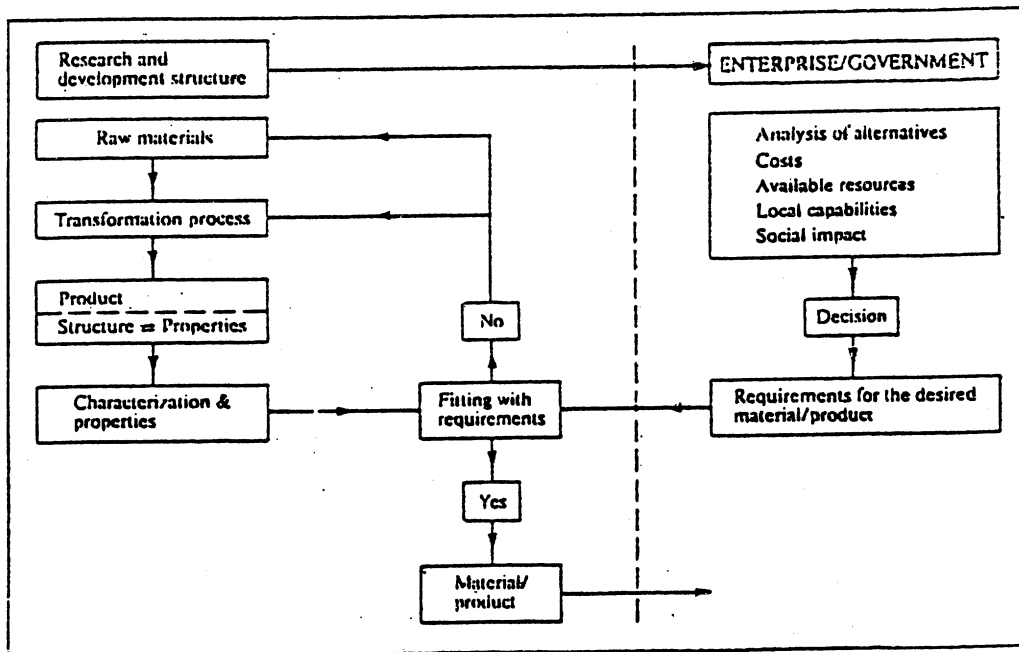 Research and
development structure
ENTERPRISE/GOVERNMENT
Raw materials
Transformation process
Product
Structure = Properties
Characterization &
properties
No
Fitting with
requirements
Yes
Material/
product
Analysis of alternatives
Costs
Available resources
Local capabilities
Social impact
Decision
Requirements for the desired
material/product